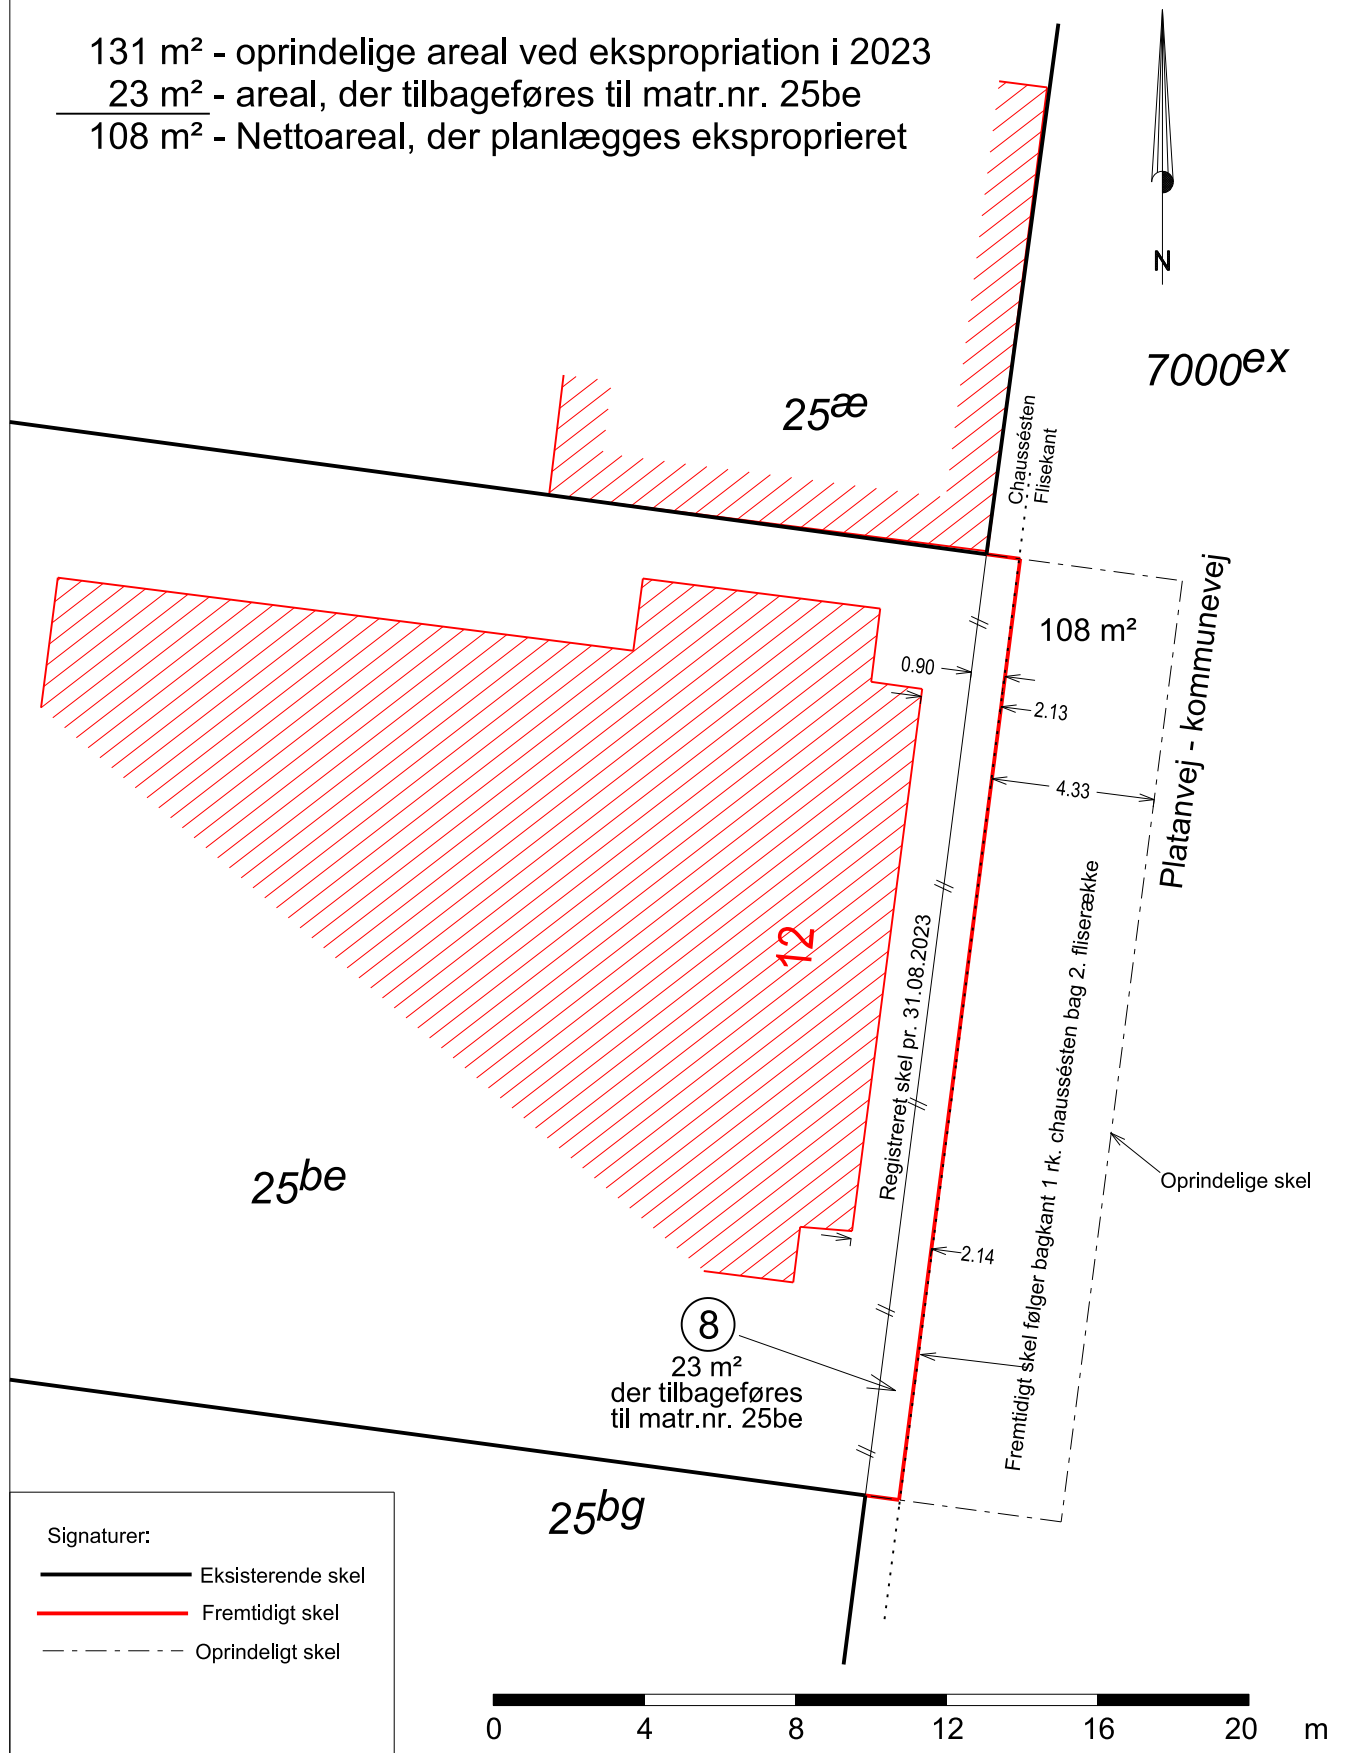 131 m² - oprindelige areal ved ekspropriation i 2023
23 m² - areal, der tilbageføres til matr.nr. 25be
108 m² - Nettoareal, der planlægges eksproprieret
N
7000ex
25æ
Chaussésten
Flisekant
108 m²
0.90
2.13
4.33
Platanvej - kommunevej
12
Registreret skel pr. 31.08.2023
Fremtidigt skel følger bagkant 1 rk. chaussésten bag 2. fliserække
25be
Oprindelige skel
2.14
8
23 m²
der tilbageføres
til matr.nr. 25be
25bg
Signaturer:
Eksisterende skel
Fremtidigt skel
Oprindeligt skel
0 4 8 12 16 20 m